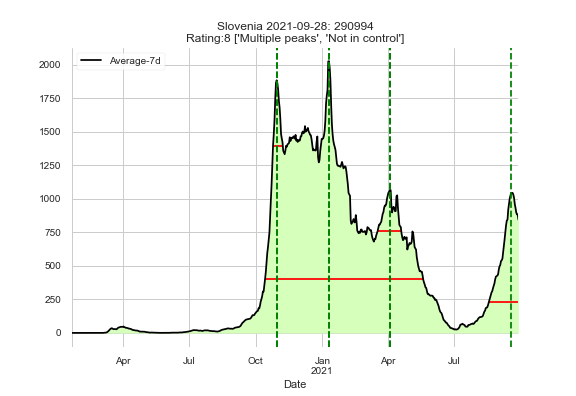 Slovenia 2021-09-28: 290994
Rating:8 ['Multiple peaks', 'Not in control']
Average-7d
2000
1750
1500
1250
1000
750
500
250
0
Apr Jul Oct Jan Apr Jul
2021
Date